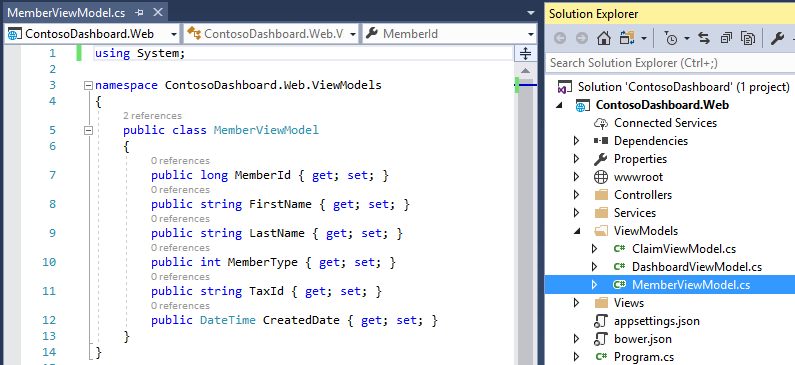 MemberViewModel.cs
ContosoDashboard.Web
ContosoDashboard.Web.V
MemberId
1 using System;
2
3 namespace ContosoDashboard.Web.ViewModels
4 {
2 references
5 public class MemberViewModel
6 {
0 references
7 public long MemberId { get; set; }
0 references
8 public string FirstName { get; set; }
0 references
9 public string LastName { get; set; }
0 references
10 public int MemberType { get; set; }
0 references
11 public string TaxId { get; set; }
0 references
12 public DateTime CreatedDate { get; set; }
13 }
14 }
Solution Explorer
Search Solution Explorer (Ctrl+;)
Solution 'ContosoDashboard' (1 project)
ContosoDashboard.Web
Connected Services
Dependencies
Properties
wwwroot
Controllers
Services
ViewModels
C# ClaimViewModel.cs
C# DashboardViewModel.cs
C# MemberViewModel.cs
Views
appsettings.json
bower.json
C# Program.cs